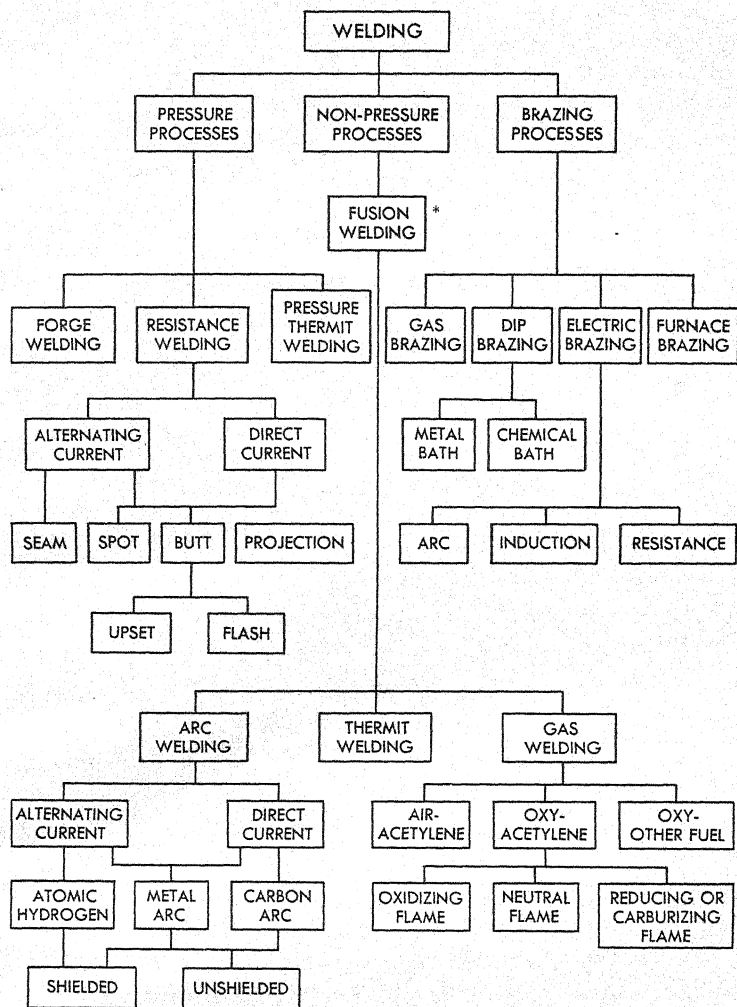 WELDING
PRESSURE
PROCESSES
NON-PRESSURE
PROCESSES
BRAZING
PROCESSES
FUSION
WELDING
*
FORGE
WELDING
RESISTANCE
WELDING
PRESSURE
THERMIT
WELDING
GAS
BRAZING
DIP
BRAZING
ELECTRIC
BRAZING
FURNACE
BRAZING
ALTERNATING
CURRENT
DIRECT
CURRENT
METAL
BATH
CHEMICAL
BATH
SEAM
SPOT
BUTT
PROJECTION
ARC
INDUCTION
RESISTANCE
UPSET
FLASH
ARC
WELDING
THERMIT
WELDING
GAS
WELDING
ALTERNATING
CURRENT
DIRECT
CURRENT
AIR-
ACETYLENE
OXY-
ACETYLENE
OXY-
OTHER FUEL
ATOMIC
HYDROGEN
METAL
ARC
CARBON
ARC
OXIDIZING
FLAME
NEUTRAL
FLAME
REDUCING OR
CARBURIZING
FLAME
SHIELDED
UNSHIELDED